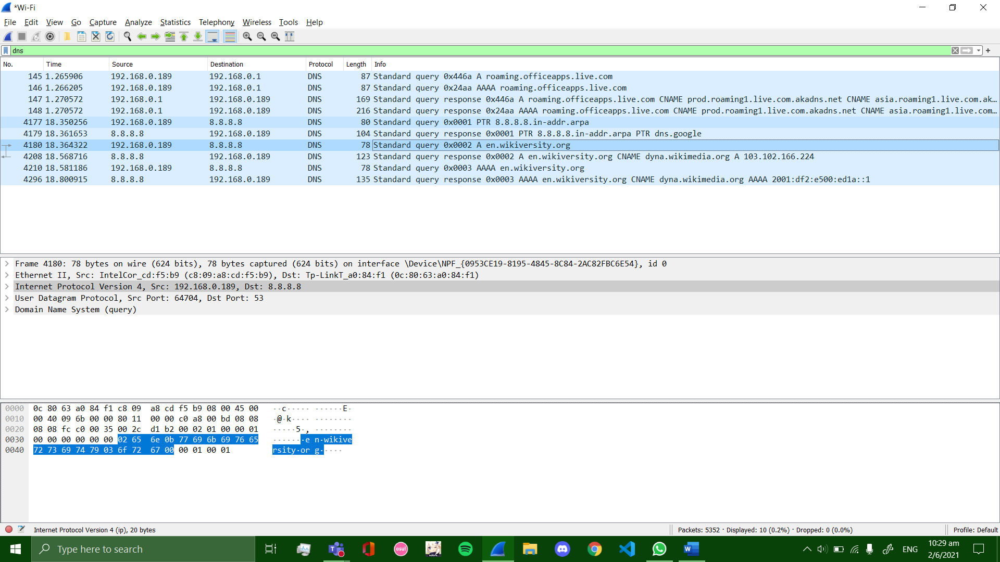 *Wi-Fi
File Edit View Go Capture Analyze Statistics Telephony Wireless Tools Help
dns
No. Time Source Destination Protocol Length Info
145 1.265906 192.168.0.189 192.168.0.1 DNS 87 Standard query 0x446a A roaming.officeapps.live.com
146 1.266205 192.168.0.189 192.168.0.1 DNS 87 Standard query 0x24aa AAAA roaming.officeapps.live.com
147 1.270572 192.168.0.1 192.168.0.189 DNS 169 Standard query response 0x446a A roaming.officeapps.live.com CNAME prod.roaming1.live.com.akadns.net CNAME asia.roaming1.live.com.ak…
148 1.270572 192.168.0.1 192.168.0.189 DNS 216 Standard query response 0x24aa AAAA roaming.officeapps.live.com CNAME prod.roaming1.live.com.akadns.net CNAME asia.roaming1.live.com…
4177 18.350256 192.168.0.189 8.8.8.8 DNS 80 Standard query 0x0001 PTR 8.8.8.8.in-addr.arpa
4179 18.361653 8.8.8.8 192.168.0.189 DNS 104 Standard query response 0x0001 PTR 8.8.8.8.in-addr.arpa PTR dns.google
4180 18.364322 192.168.0.189 8.8.8.8 DNS 78 Standard query 0x0002 A en.wikiversity.org
4208 18.568716 8.8.8.8 192.168.0.189 DNS 123 Standard query response 0x0002 A en.wikiversity.org CNAME dyna.wikimedia.org A 103.102.166.224
4210 18.581186 192.168.0.189 8.8.8.8 DNS 78 Standard query 0x0003 AAAA en.wikiversity.org
4296 18.800915 8.8.8.8 192.168.0.189 DNS 135 Standard query response 0x0003 AAAA en.wikiversity.org CNAME dyna.wikimedia.org AAAA 2001:df2:e500:ed1a::1
Frame 4180: 78 bytes on wire (624 bits), 78 bytes captured (624 bits) on interface \Device\NPF_{0953CE19-8195-4845-8C84-2AC82FBC6E54}, id 0
Ethernet II, Src: IntelCor_cd:f5:b9 (c8:09:a8:cd:f5:b9), Dst: Tp-LinkT_a0:84:f1 (0c:80:63:a0:84:f1)
Internet Protocol Version 4, Src: 192.168.0.189, Dst: 8.8.8.8
User Datagram Protocol, Src Port: 64704, Dst Port: 53
Domain Name System (query)
0000 0c 80 63 a0 84 f1 c8 09 a8 cd f5 b9 08 00 45 00 ··c····· ······E·
0010 00 40 09 6b 00 00 80 11 00 00 c0 a8 00 bd 08 08 ·@·k···· ········
0020 08 08 fc c0 00 35 00 2c d1 b2 00 02 01 00 00 01 ·····5·, ········
0030 00 00 00 00 00 00 02 65 6e 0b 77 69 6b 69 76 65 ·······e n·wikive
0040 72 73 69 74 79 03 6f 72 67 00 00 01 00 01 rsity·or g·····
Internet Protocol Version 4 (ip), 20 bytes Packets: 5352 · Displayed: 10 (0.2%) · Dropped: 0 (0.0%) Profile: Default
Type here to search osu! ENG 10:29 am
2/6/2021